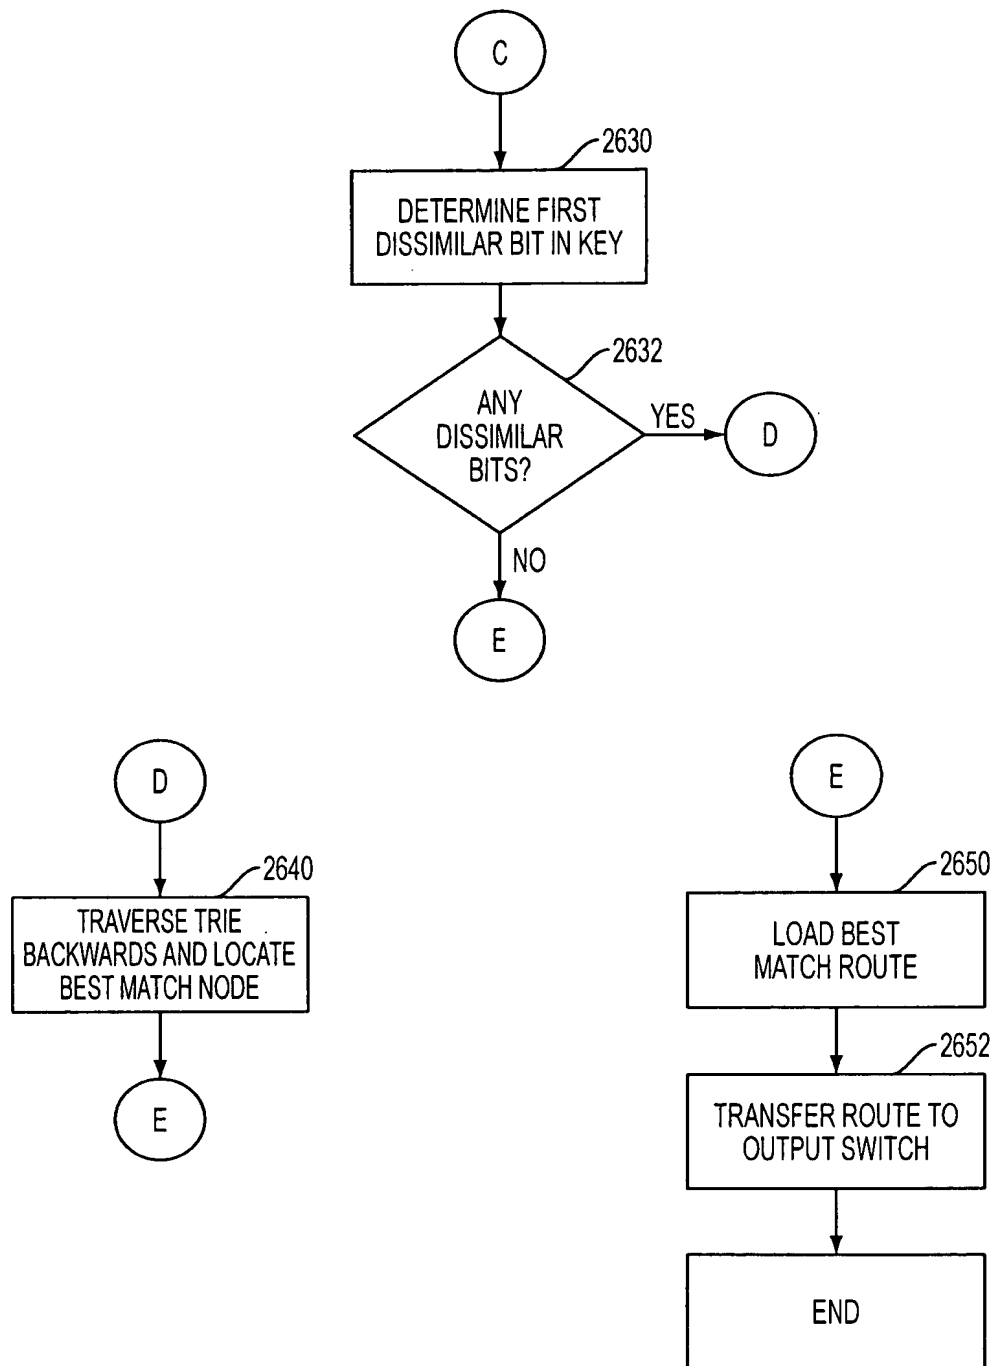 C
2630
DETERMINE FIRST
DISSIMILAR BIT IN KEY
2632
ANY
DISSIMILAR
BITS?
YES
D
NO
E
D
2640
TRAVERSE TRIE
BACKWARDS AND LOCATE
BEST MATCH NODE
E
E
2650
LOAD BEST
MATCH ROUTE
2652
TRANSFER ROUTE TO
OUTPUT SWITCH
END